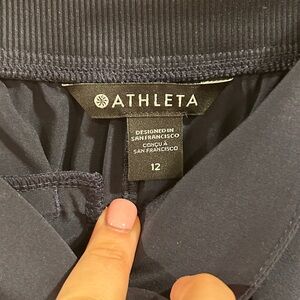 ATHLETA
DESIGNED IN
SAN FRANCISCO
CONÇU À
SAN FRANCISCO
12